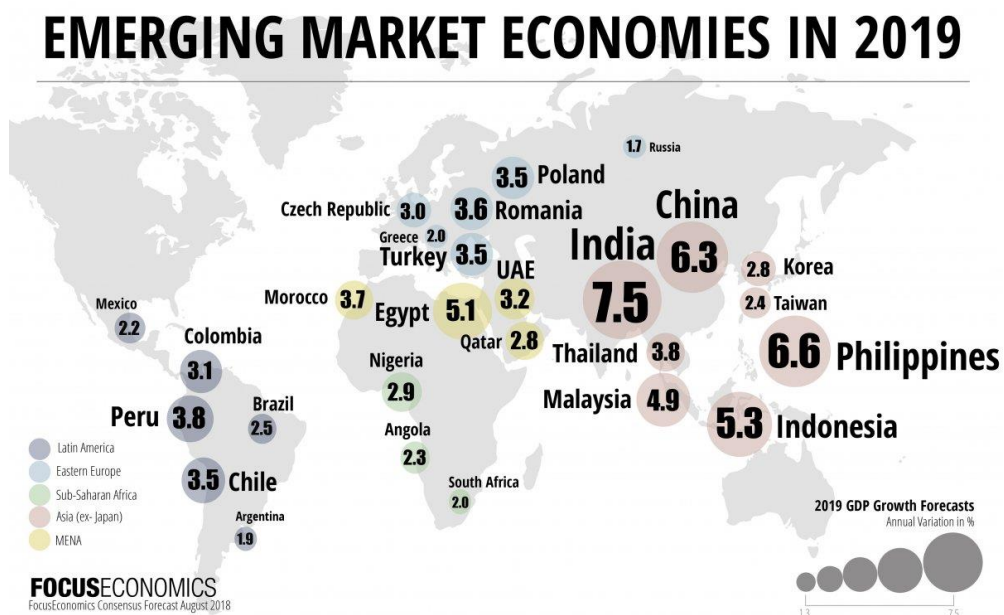 EMERGING MARKET ECONOMIES IN 2019
1.7 Russia
3.5 Poland
Czech Republic 3.0
3.6 Romania
Greece 2.0
Turkey 3.5
China
6.3
India
7.5
2.8 Korea
2.4 Taiwan
UAE
3.2
Morocco 3.7
Egypt 5.1
Qatar 2.8
Mexico
2.2
Colombia
3.1
Thailand 3.8
6.6 Philippines
Nigeria
2.9
Malaysia 4.9
5.3 Indonesia
Peru 3.8
Brazil
2.5
Angola
2.3
3.5 Chile
South Africa
2.0
Argentina
1.9
Latin America
Eastern Europe
Sub-Saharan Africa
Asia (ex- Japan)
MENA
2019 GDP Growth Forecasts
Annual Variation in %
1.3 7.5
FOCUSECONOMICS
FocusEconomics Consensus Forecast August 2018